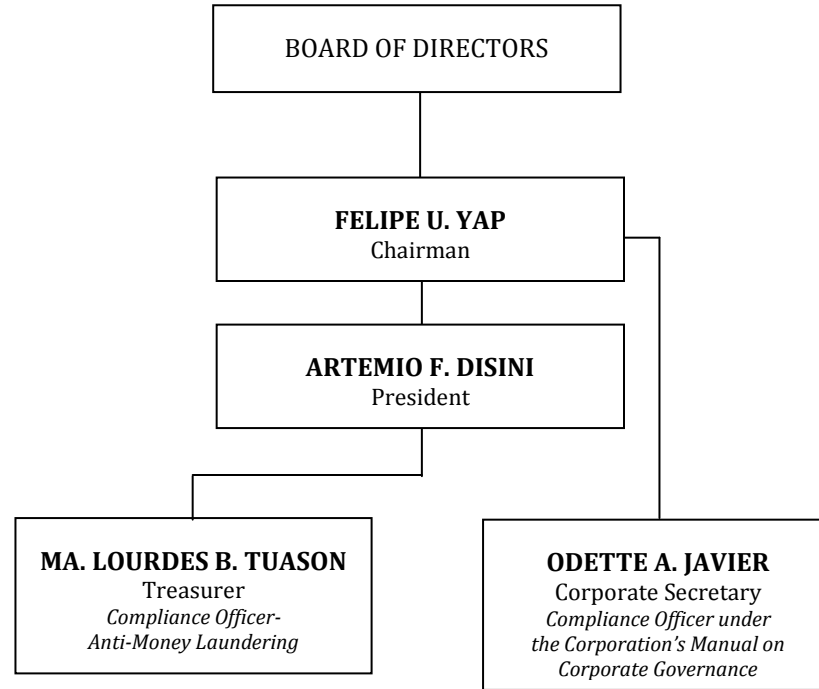 BOARD OF DIRECTORS
FELIPE U. YAP
Chairman
ARTEMIO F. DISINI
President
MA. LOURDES B. TUASON
Treasurer
Compliance Officer-
Anti-Money Laundering
ODETTE A. JAVIER
Corporate Secretary
Compliance Officer under
the Corporation’s Manual on
Corporate Governance